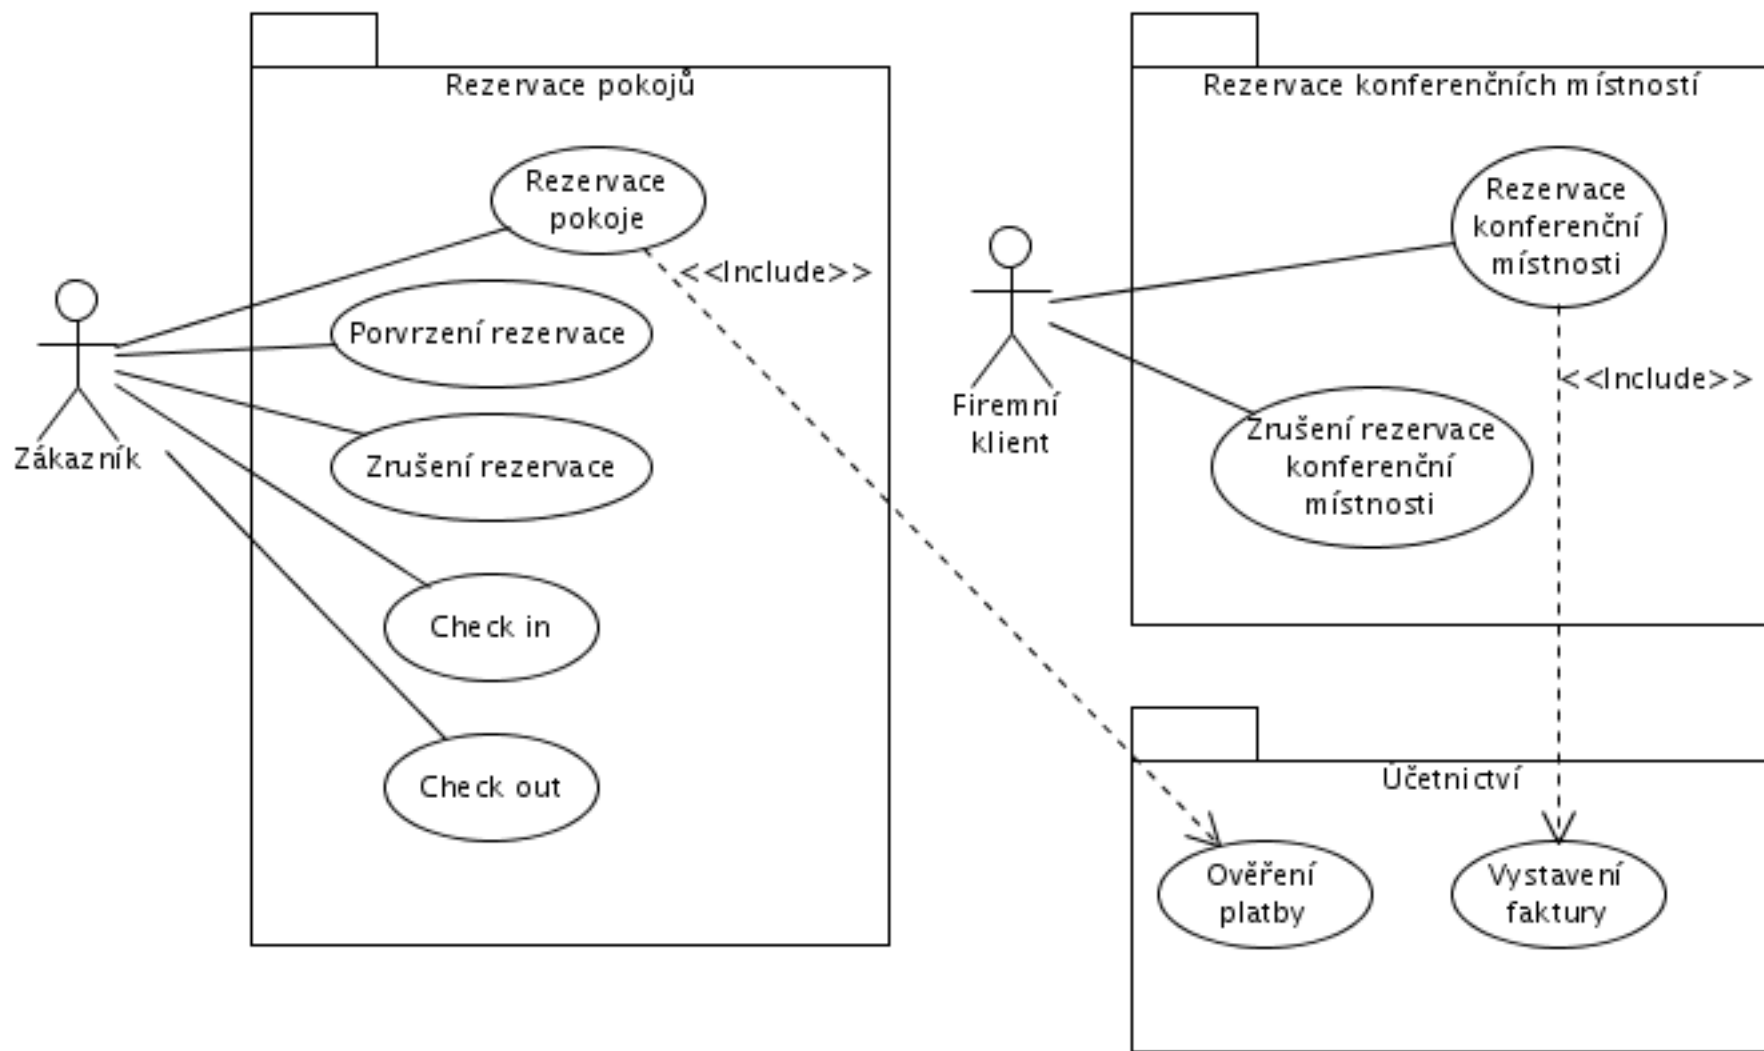 Rezervace pokojů
Rezervace
pokoje
<<Include>>
Porvrzení rezervace
Zrušení rezervace
Check in
Check out
Zákazník
Rezervace konferenčních místností
Rezervace
konferenční
místnosti
<<Include>>
Zrušení rezervace
konferenční
místnosti
Firemní
klient
Účetnictví
Ověření
platby
Vystavení
faktury